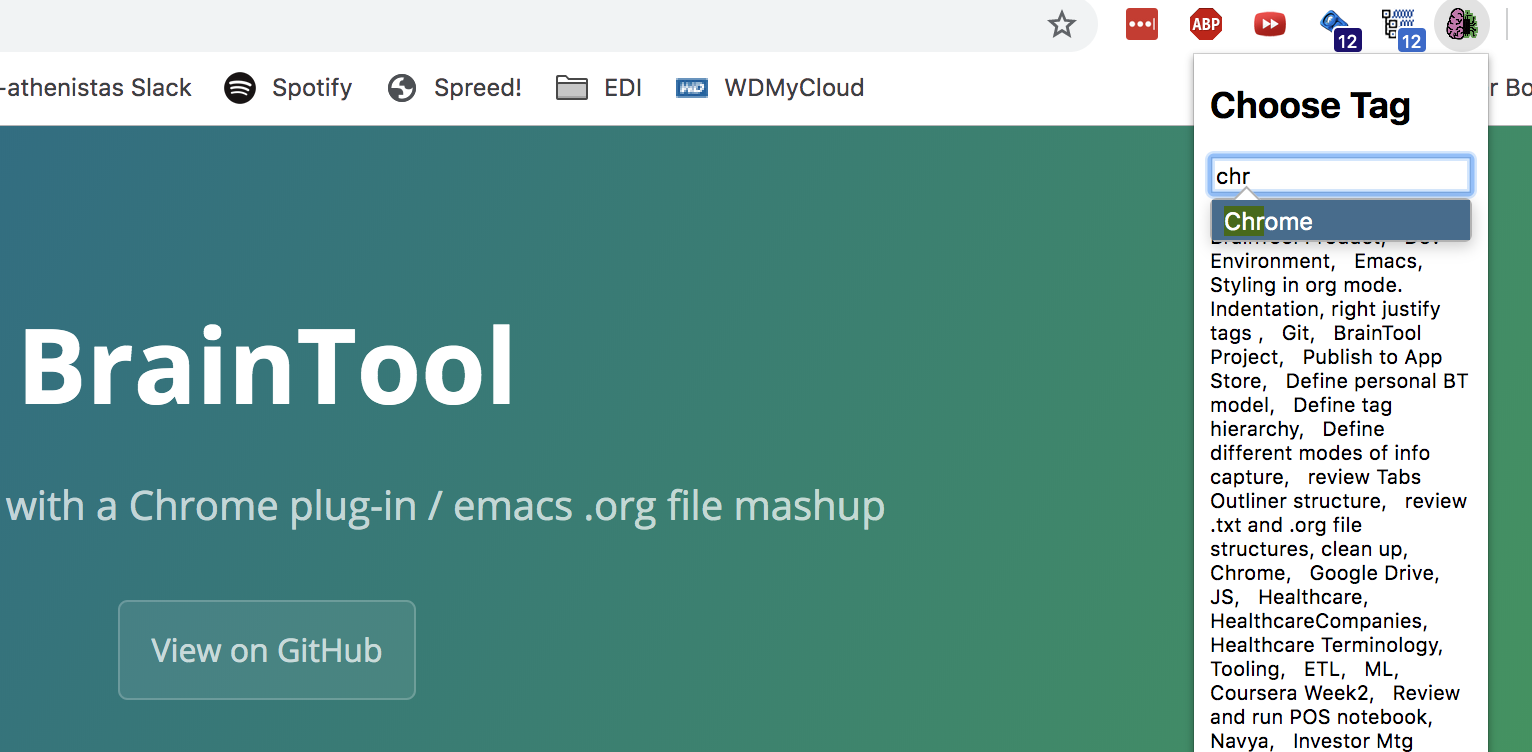 ABP
12
12
-athenistas Slack
Spotify
Spreed!
EDI
WD
WDMyCloud
r Bo
BrainTool
with a Chrome plug-in / emacs .org file mashup
View on GitHub
Choose Tag
chr
Chrome
Environment, Emacs,
Styling in org mode.
Indentation, right justify
tags , Git, BrainTool
Project, Publish to App
Store, Define personal BT
model, Define tag
hierarchy, Define
different modes of info
capture, review Tabs
Outliner structure, review
.txt and .org file
structures, clean up,
Chrome, Google Drive,
JS, Healthcare,
HealthcareCompanies,
Healthcare Terminology,
Tooling, ETL, ML,
Coursera Week2, Review
and run POS notebook,
Navya, Investor Mtg